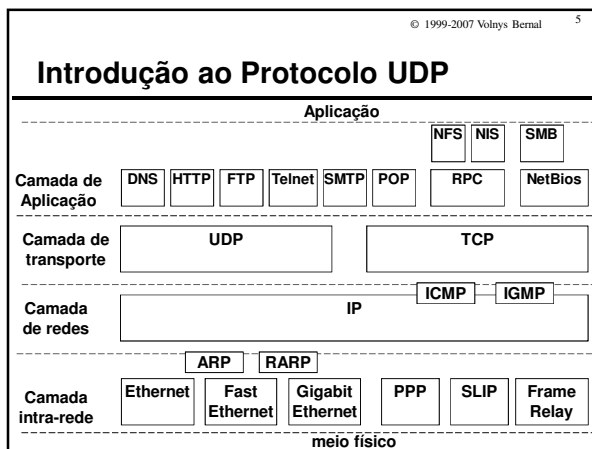 © 1999-2007 Volnys Bernal 5
Introdução ao Protocolo UDP
Aplicação
NFS NIS SMB
Camada de Aplicação
DNS HTTP FTP Telnet SMTP POP RPC NetBios
Camada de transporte
UDP TCP
ICMP IGMP
Camada de redes
IP
ARP RARP
Camada intra-rede
Ethernet
Fast Ethernet
Gigabit Ethernet
PPP
SLIP
Frame Relay
meio físico